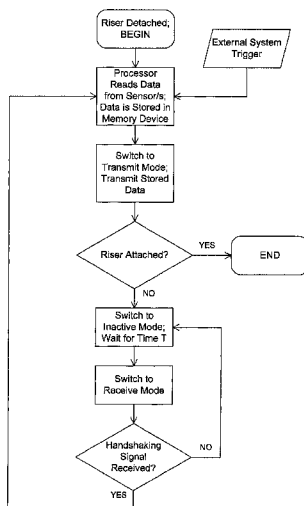 Riser Detached;
BEGIN
External System
Trigger
Processor
Reads Data
from Sensor/s;
Data is Stored in
Memory Device
Switch to
Transmit Mode;
Transmit Stored
Data
Riser Attached?
YES
END
NO
Switch to
Inactive Mode;
Wait for Time T
Switch to
Receive Mode
Handshaking
Signal
Received?
NO
YES